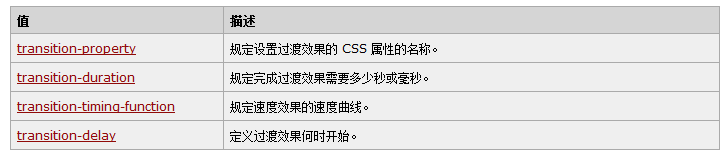 值 描述
transition-property 规定设置过渡效果的 CSS 属性的名称。
transition-duration 规定完成过渡效果需要多少秒或毫秒。
transition-timing-function 规定速度效果的速度曲线。
transition-delay 定义过渡效果何时开始。